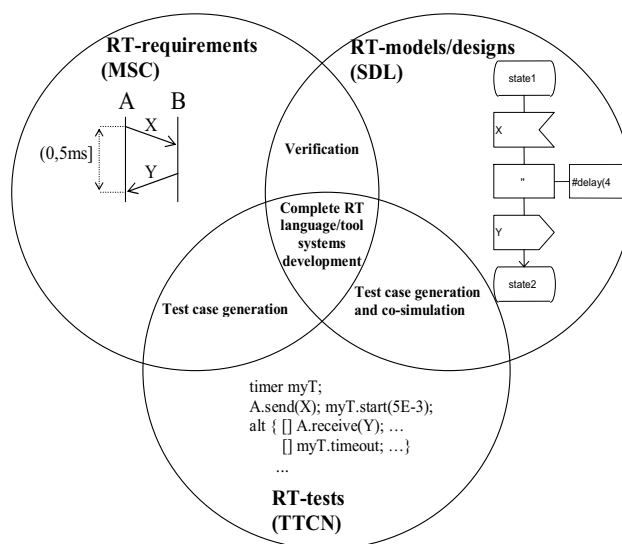 RT-requirements
(MSC)
A B
X
(0,5ms]
Y
RT-models/designs
(SDL)
state1
X
"
#delay(4
Y
state2
Verification
Complete RT
language/tool
systems
development
Test case generation
Test case generation
and co-simulation
timer myT;
A.send(X); myT.start(5E-3);
alt { [] A.receive(Y); …
[] myT.timeout; …}
...
RT-tests
(TTCN)